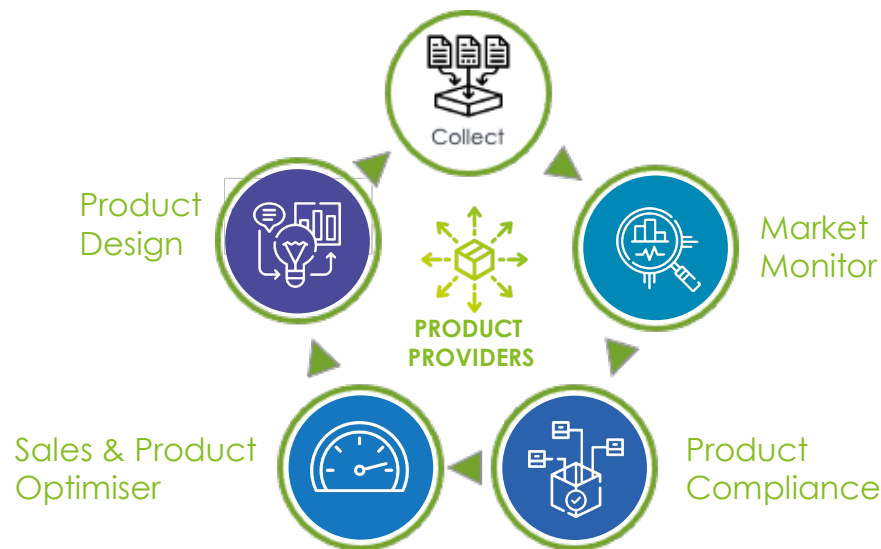 Collect
Product
Design
Market
Monitor
PRODUCT
PROVIDERS
Sales & Product
Optimiser
Product
Compliance